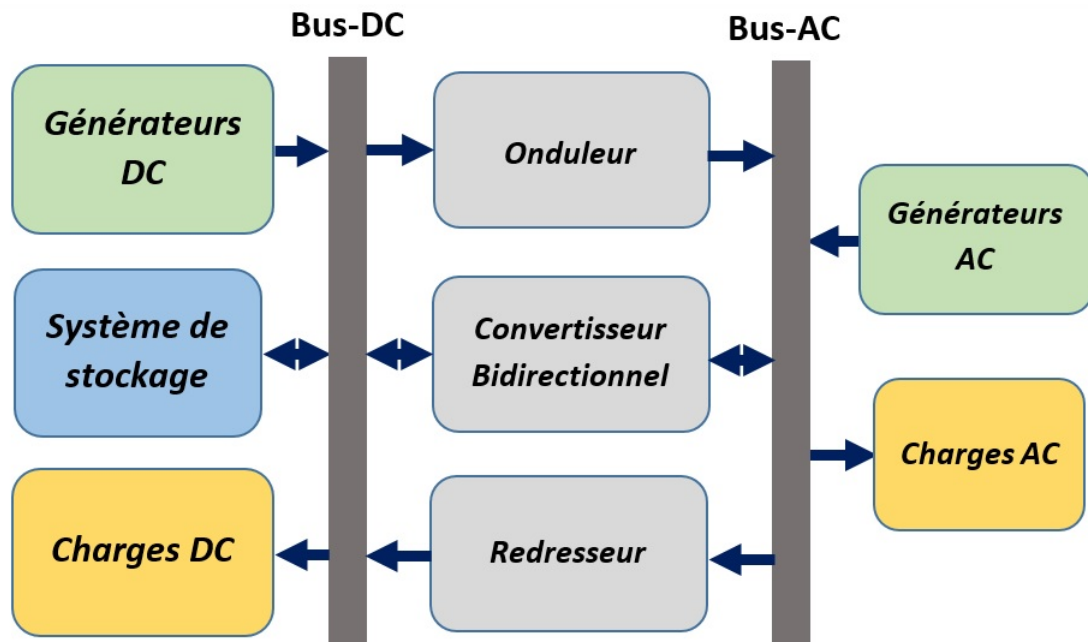 Bus-DC
Bus-AC
Générateurs
DC
Onduleur
Générateurs
AC
Système de
stockage
Convertisseur
Bidirectionnel
Charges AC
Charges DC
Redresseur